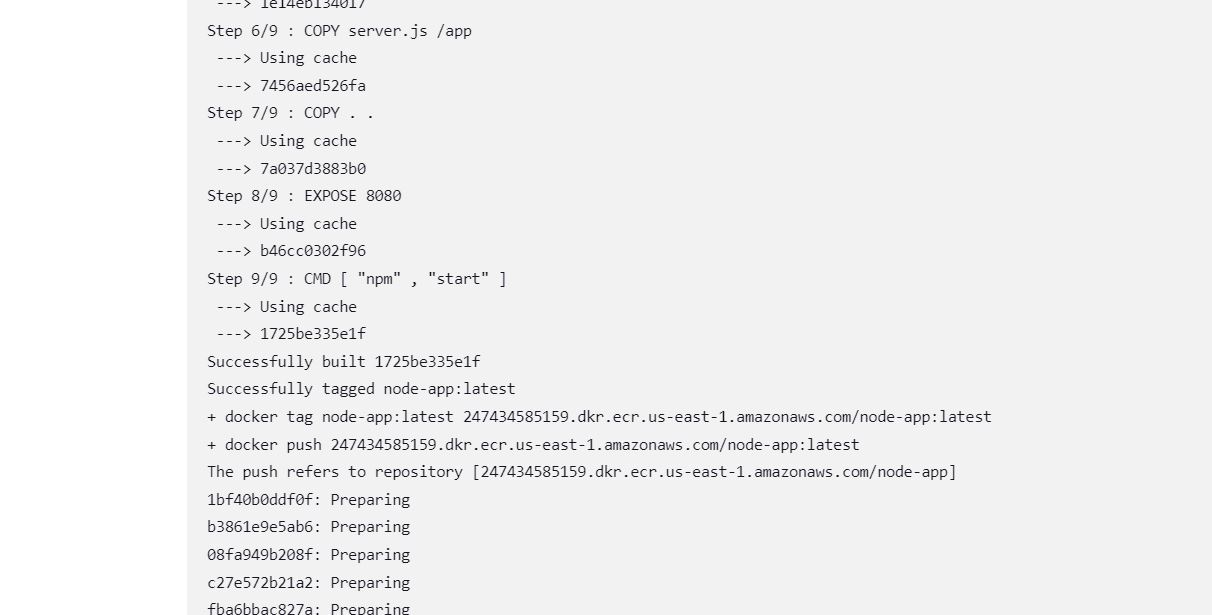 ---> 1e14eb134017
Step 6/9 : COPY server.js /app
---> Using cache
---> 7456aed526fa
Step 7/9 : COPY . .
---> Using cache
---> 7a037d3883b0
Step 8/9 : EXPOSE 8080
---> Using cache
---> b46cc0302f96
Step 9/9 : CMD [ "npm" , "start" ]
---> Using cache
---> 1725be335e1f
Successfully built 1725be335e1f
Successfully tagged node-app:latest
+ docker tag node-app:latest 247434585159.dkr.ecr.us-east-1.amazonaws.com/node-app:latest
+ docker push 247434585159.dkr.ecr.us-east-1.amazonaws.com/node-app:latest
The push refers to repository [247434585159.dkr.ecr.us-east-1.amazonaws.com/node-app]
1bf40b0ddf0f: Preparing
b3861e9e5ab6: Preparing
08fa949b208f: Preparing
c27e572b21a2: Preparing
fba6bbac827a: Preparing